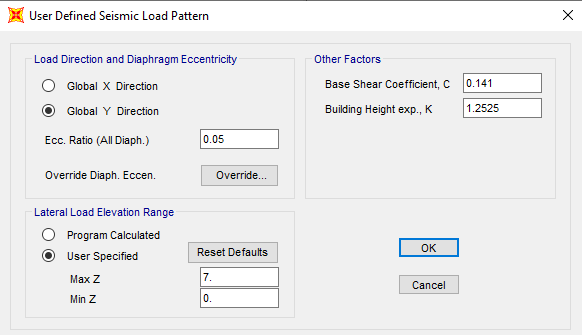 User Defined Seismic Load Pattern
Load Direction and Diaphragm Eccentricity
Global X Direction
Global Y Direction
Ecc. Ratio (All Diaph.) 0.05
Override Diaph. Eccen. Override...
Other Factors
Base Shear Coefficient, C 0.141
Building Height exp., K 1.2525
Lateral Load Elevation Range
Program Calculated
User Specified Reset Defaults
Max Z 7.
Min Z 0.
OK
Cancel